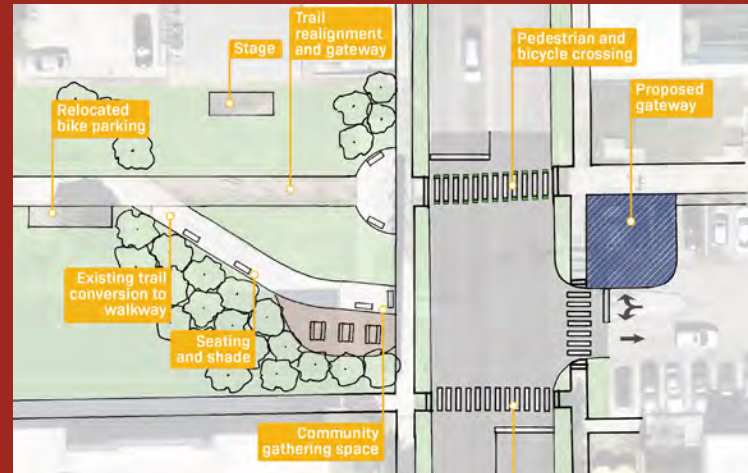 Trail
realignment
and gateway
Stage
Pedestrian and
bicycle crossing
Proposed
gateway
Relocated
bike parking
Existing trail
conversion to
walkway
Seating
and shade
Community
gathering space